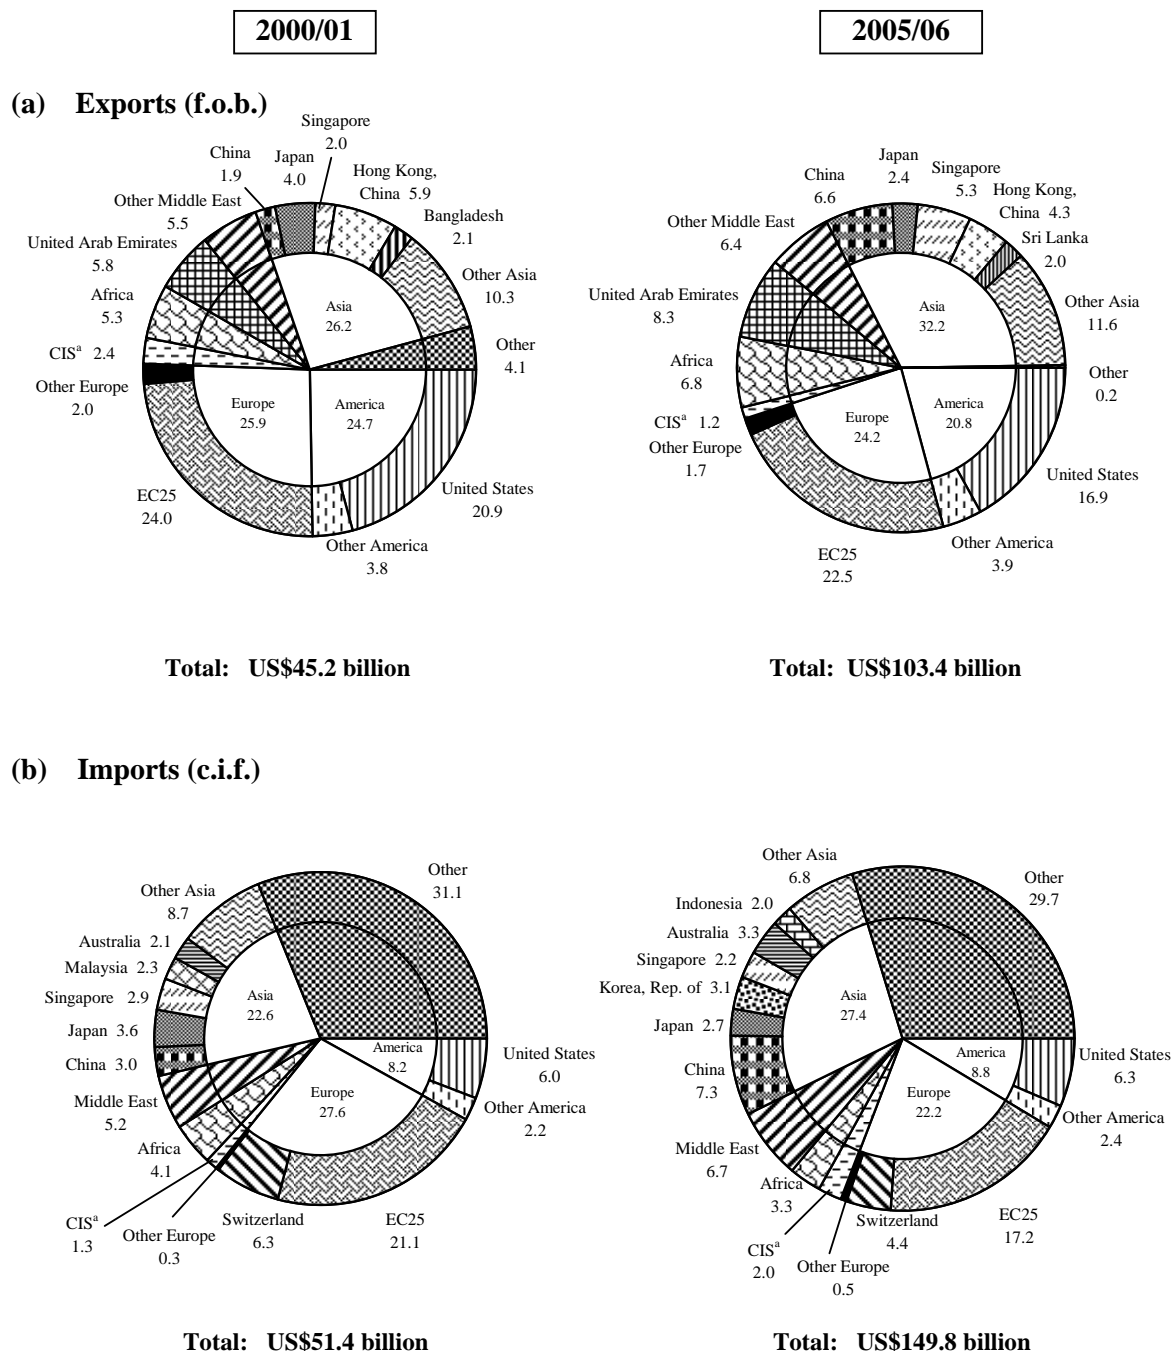 2000/01
2005/06
(a) Exports (f.o.b.)
Singapore
2.0
China
1.9
Japan
4.0
Hong Kong,
China 5.9
Other Middle East
5.5
Bangladesh
2.1
United Arab Emirates
5.8
Other Asia
10.3
Africa
5.3
Asia
26.2
Other
4.1
CISª 2.4
Other Europe
2.0
Europe
25.9
America
24.7
EC25
24.0
United States
20.9
Other America
3.8
Total: US$45.2 billion
Japan
2.4
China
6.6
Singapore
5.3
Hong Kong,
China 4.3
Other Middle East
6.4
Sri Lanka
2.0
United Arab Emirates
8.3
Asia
32.2
Other Asia
11.6
Africa
6.8
Other
0.2
CISª 1.2
Europe
24.2
America
20.8
Other Europe
1.7
United States
16.9
EC25
22.5
Other America
3.9
Total: US$103.4 billion
(b) Imports (c.i.f.)
Other
31.1
Other Asia
8.7
Australia 2.1
Malaysia 2.3
Singapore 2.9
Asia
22.6
Japan 3.6
China 3.0
America
8.2
United States
6.0
Middle East
5.2
Europe
27.6
Other America
2.2
Africa
4.1
CISª
1.3
Other Europe
0.3
Switzerland
6.3
EC25
21.1
Total: US$51.4 billion
Other Asia
6.8
Other
29.7
Indonesia 2.0
Australia 3.3
Singapore 2.2
Korea, Rep. of 3.1
Asia
27.4
Japan 2.7
China
7.3
America
8.8
United States
6.3
Europe
22.2
Other America
2.4
Middle East
6.7
Africa
3.3
CISª
2.0
Other Europe
0.5
Switzerland
4.4
EC25
17.2
Total: US$149.8 billion